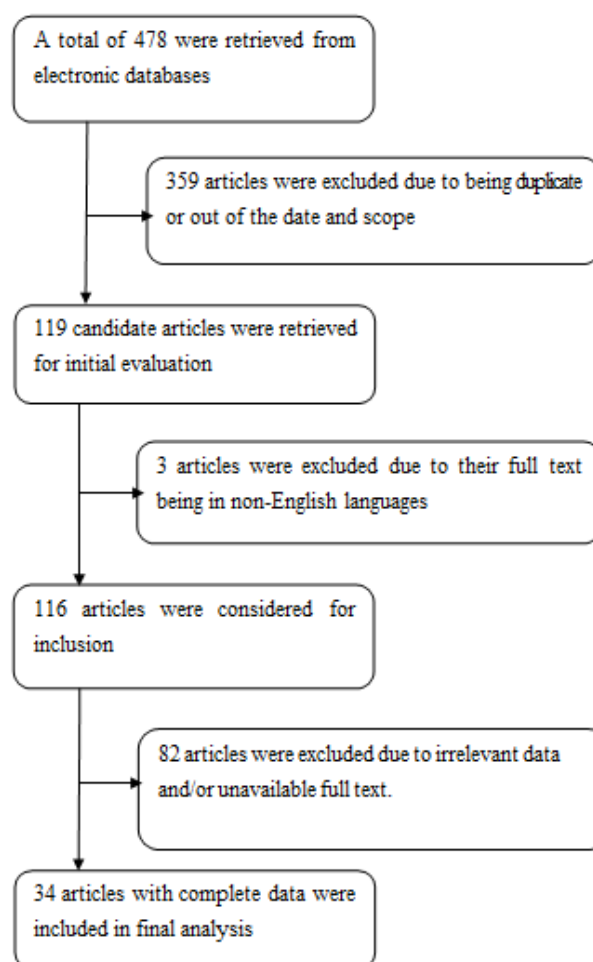 A total of 478 were retrieved from
electronic databases
359 articles were excluded due to being duplicate
or out of the date and scope
119 candidate articles were retrieved
for initial evaluation
3 articles were excluded due to their full text
being in non-English languages
116 articles were considered for
inclusion
82 articles were excluded due to irrelevant data
and/or unavailable full text.
34 articles with complete data were
included in final analysis